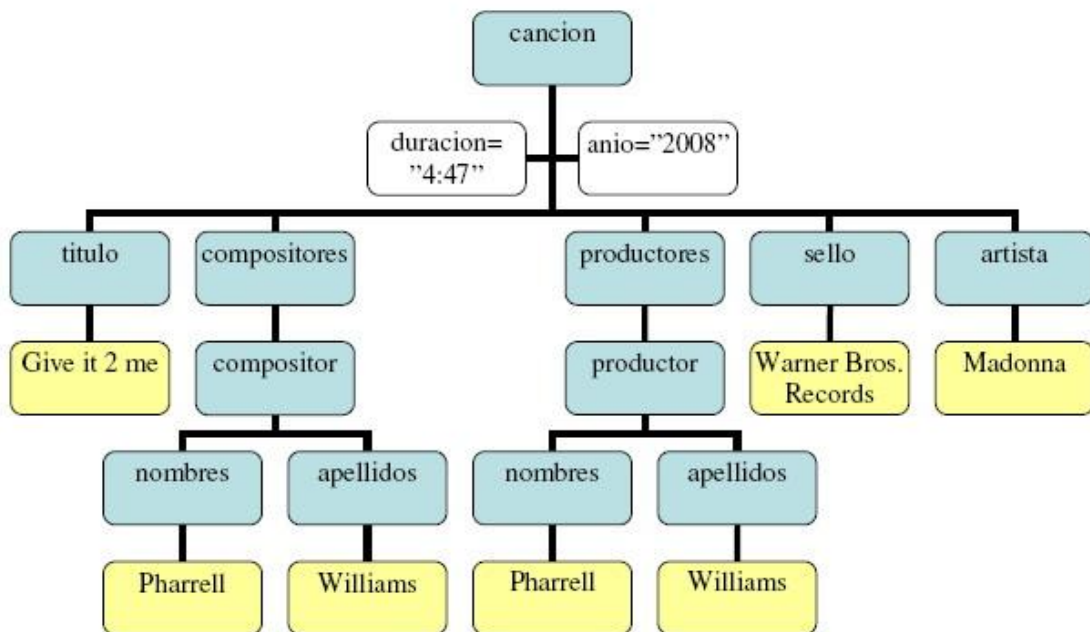 cancion
duracion=
”4:47”
anio=”2008”
titulo
compositores
productores
sello
artista
Give it 2 me
compositor
productor
Warner Bros.
Records
Madonna
nombres
apellidos
nombres
apellidos
Pharrell
Williams
Pharrell
Williams